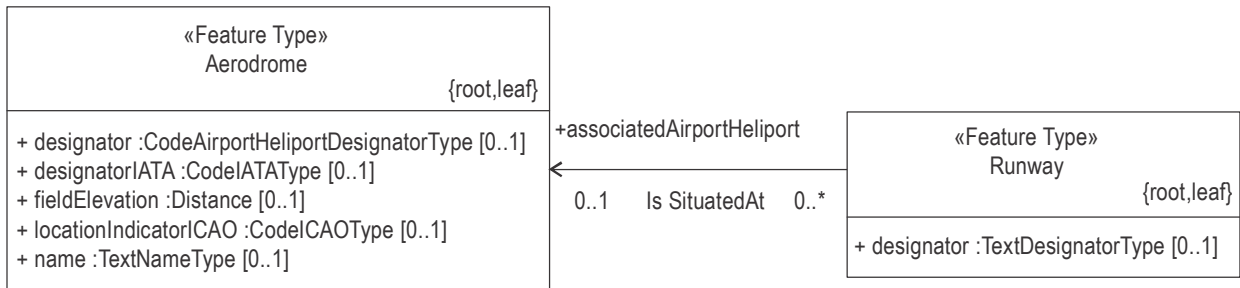 «Feature Type»
Aerodrome
{root,leaf}
+ designator :CodeAirportHeliportDesignatorType [0..1]
+ designatorIATA :CodeIATAType [0..1]
+ fieldElevation :Distance [0..1]
+ locationIndicatorICAO :CodeICAOType [0..1]
+ name :TextNameType [0..1]
+associatedAirportHeliport
0..1 Is SituatedAt 0..*
«Feature Type»
Runway
{root,leaf}
+ designator :TextDesignatorType [0..1]